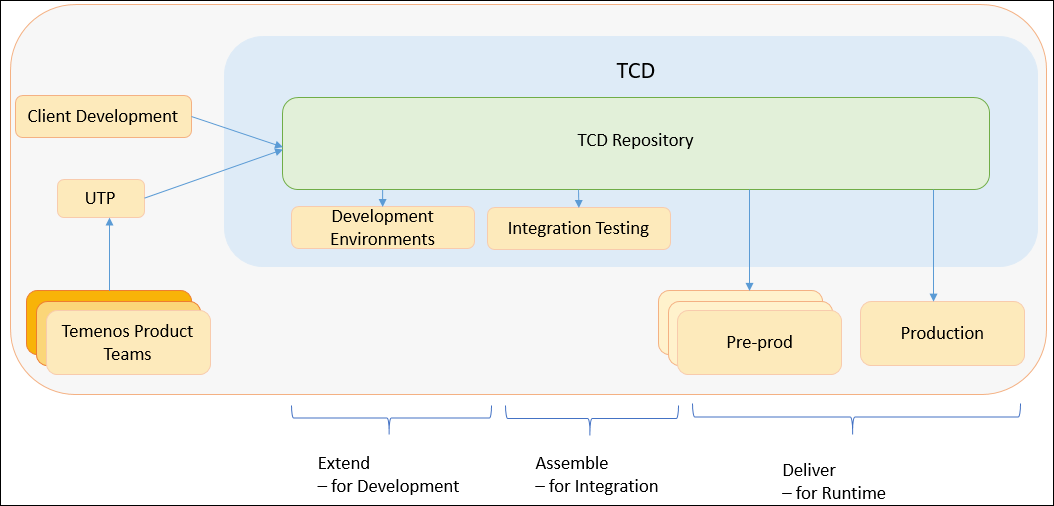 TCD
Client Development
TCD Repository
UTP
Development
Environments
Integration Testing
Temenos Product
Teams
Pre-prod
Production
Extend
– for Development
Assemble
– for Integration
Deliver
– for Runtime